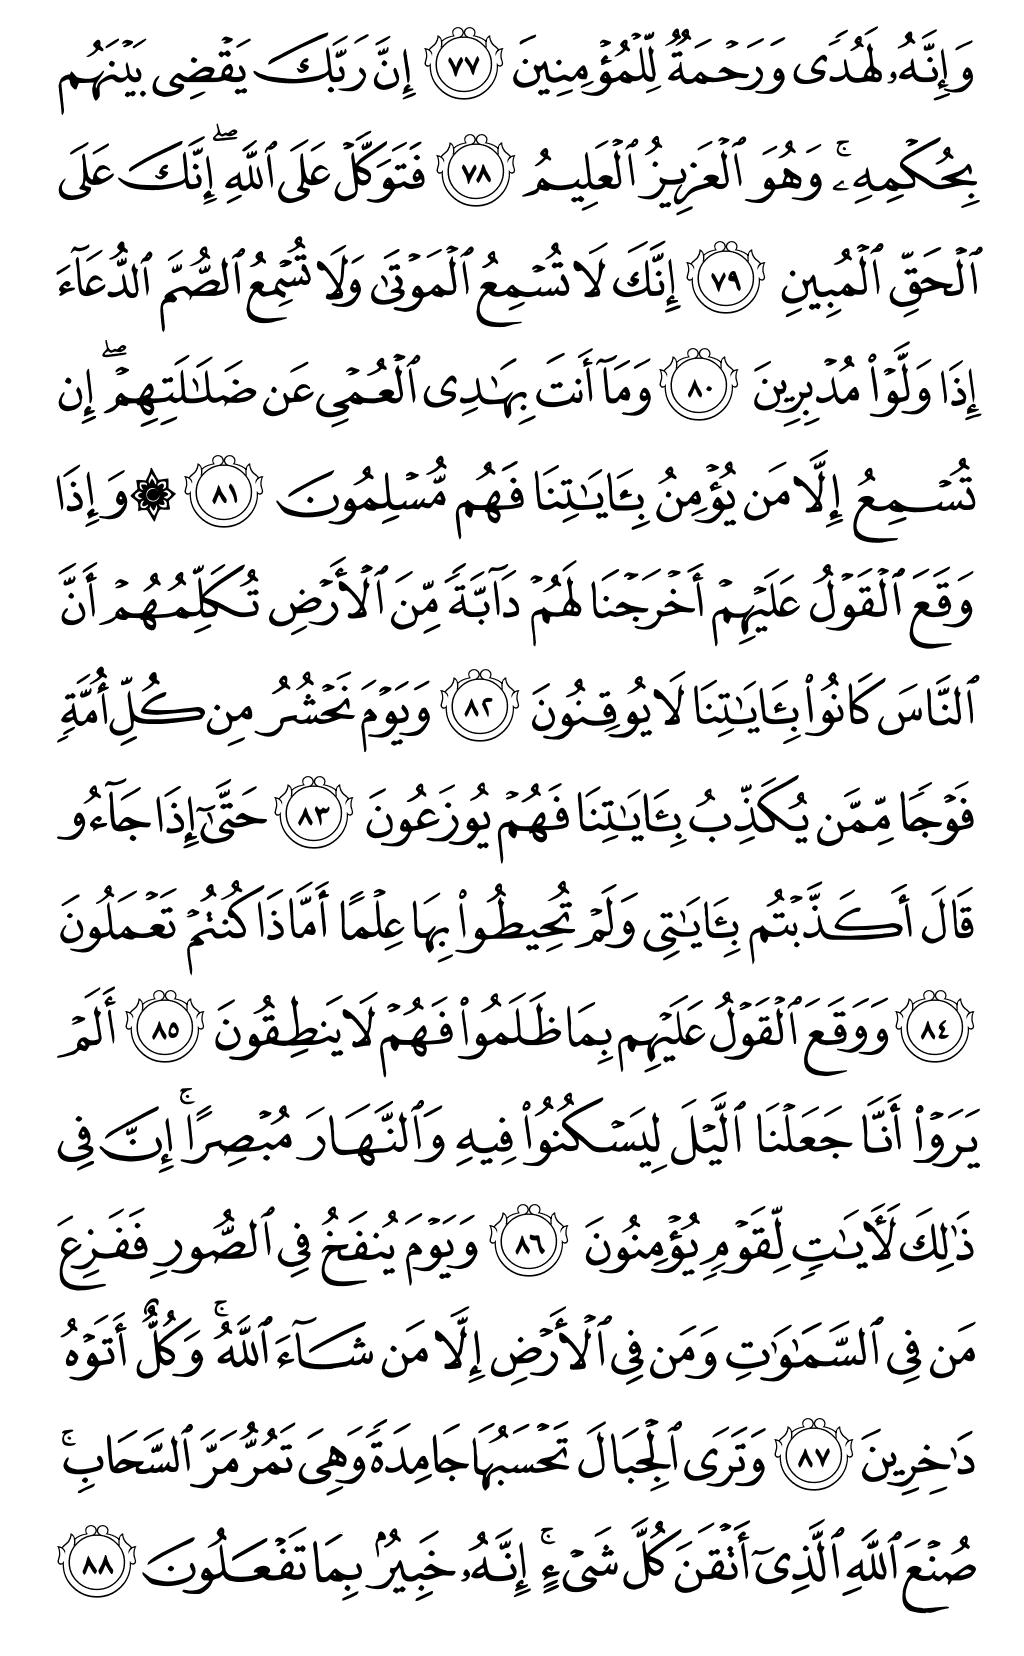 وَإِنَّهُۥ لَهُدًى وَرَحْمَةٌ لِّلْمُؤْمِنِينَ ٧٧ إِنَّ رَبَّكَ يَقْضِى بَيْنَهُم
بِحُكْمِهِۦۚ وَهُوَ ٱلْعَزِيزُ ٱلْعَلِيمُ ٧٨ فَتَوَكَّلْ عَلَى ٱللَّهِۖ إِنَّكَ عَلَى
ٱلْحَقِّ ٱلْمُبِينِ ٧٩ إِنَّكَ لَا تُسْمِعُ ٱلْمَوْتَىٰ وَلَا تُسْمِعُ ٱلصُّمَّ ٱلدُّعَآءَ
إِذَا وَلَّوْا۟ مُدْبِرِينَ ٨٠ وَمَآ أَنتَ بِهَـٰدِى ٱلْعُمْىِ عَن ضَلَـٰلَتِهِمْۖ إِن
تُسْمِعُ إِلَّا مَن يُؤْمِنُ بِـَٔايَـٰتِنَا فَهُم مُّسْلِمُونَ ٨١ ۞ وَإِذَا
وَقَعَ ٱلْقَوْلُ عَلَيْهِمْ أَخْرَجْنَا لَهُمْ دَآبَّةً مِّنَ ٱلْأَرْضِ تُكَلِّمُهُمْ أَنَّ
ٱلنَّاسَ كَانُوا۟ بِـَٔايَـٰتِنَا لَا يُوقِنُونَ ٨٢ وَيَوْمَ نَحْشُرُ مِن كُلِّ أُمَّةٍ
فَوْجًا مِّمَّن يُكَذِّبُ بِـَٔايَـٰتِنَا فَهُمْ يُوزَعُونَ ٨٣ حَتَّىٰٓ إِذَا جَآءُو
قَالَ أَكَذَّبْتُم بِـَٔايَـٰتِى وَلَمْ تُحِيطُوا۟ بِهَا عِلْمًا أَمَّاذَا كُنتُمْ تَعْمَلُونَ
٨٤ وَوَقَعَ ٱلْقَوْلُ عَلَيْهِم بِمَا ظَلَمُوا۟ فَهُمْ لَا يَنطِقُونَ ٨٥ أَلَمْ
يَرَوْا۟ أَنَّا جَعَلْنَا ٱلَّيْلَ لِيَسْكُنُوا۟ فِيهِ وَٱلنَّهَارَ مُبْصِرًاۚ إِنَّ فِى
ذَٰلِكَ لَـَٔايَـٰتٍ لِّقَوْمٍ يُؤْمِنُونَ ٨٦ وَيَوْمَ يُنفَخُ فِى ٱلصُّورِ فَفَزِعَ
مَن فِى ٱلسَّمَـٰوَٰتِ وَمَن فِى ٱلْأَرْضِ إِلَّا مَن شَآءَ ٱللَّهُۚ وَكُلٌّ أَتَوْهُ
دَٰخِرِينَ ٨٧ وَتَرَى ٱلْجِبَالَ تَحْسَبُهَا جَامِدَةً وَهِىَ تَمُرُّ مَرَّ ٱلسَّحَابِۚ
صُنْعَ ٱللَّهِ ٱلَّذِىٓ أَتْقَنَ كُلَّ شَىْءٍۚ إِنَّهُۥ خَبِيرٌۢ بِمَا تَفْعَلُونَ ٨٨